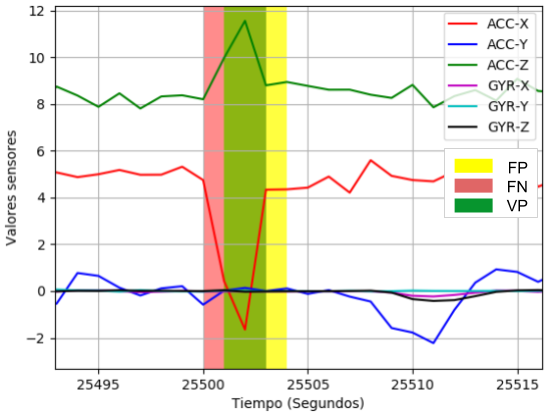 12
10
8
6
4
2
0
−2
Valores sensores
25495
25500
25505
25510
25515
Tiempo (Segundos)
ACC-X
ACC-Y
ACC-Z
GYR-X
GYR-Y
GYR-Z
FP
FN
VP